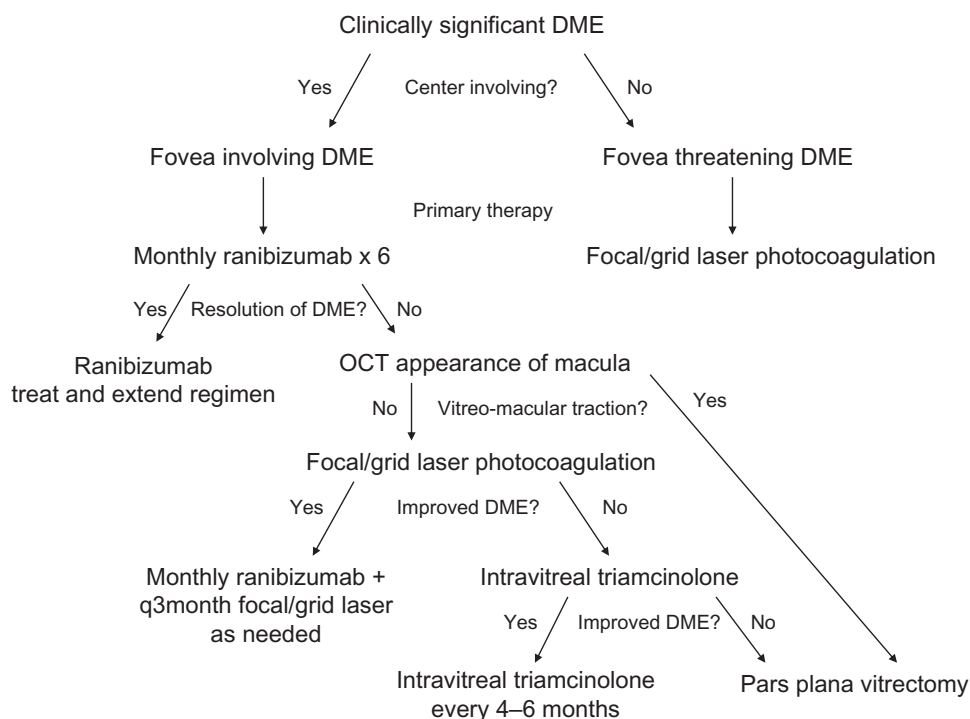 Clinically significant DME
Yes
Center involving?
No
Fovea involving DME
Fovea threatening DME
Primary therapy
Monthly ranibizumab x 6
Focal/grid laser photocoagulation
Yes
Resolution of DME?
No
Ranibizumab
treat and extend regimen
OCT appearance of macula
No
Vitreo-macular traction?
Yes
Focal/grid laser photocoagulation
Yes
Improved DME?
No
Monthly ranibizumab +
q3month focal/grid laser
as needed
Intravitreal triamcinolone
Yes
Improved DME?
No
Intravitreal triamcinolone
every 4–6 months
Pars plana vitrectomy